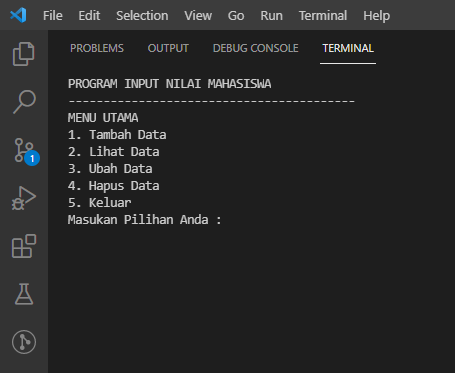 File Edit Selection View Go Run Terminal Help
PROBLEMS OUTPUT DEBUG CONSOLE TERMINAL
PROGRAM INPUT NILAI MAHASISWA
-----------------------------------------
MENU UTAMA
1. Tambah Data
2. Lihat Data
3. Ubah Data
4. Hapus Data
5. Keluar
Masukan Pilihan Anda :
1